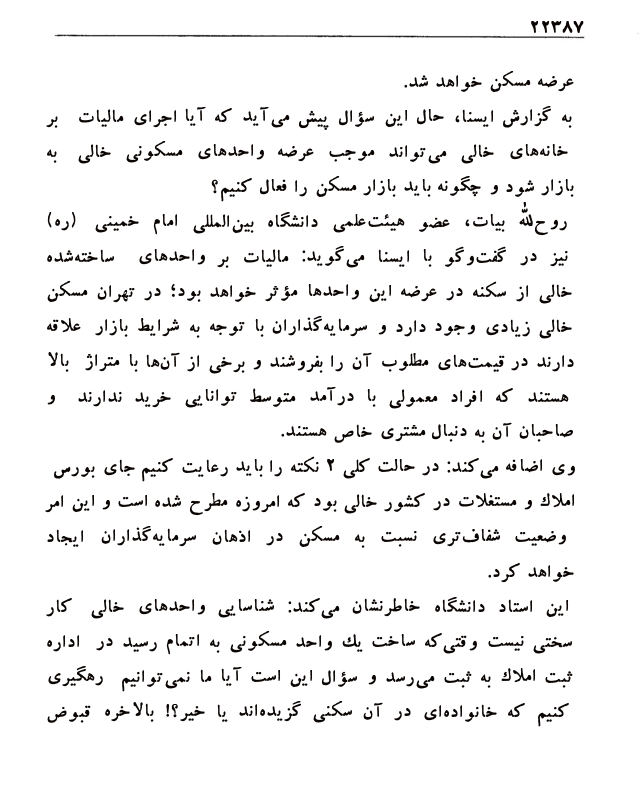 ۲۲۳۸۷
عرضه مسکن خواهد شد.
به گزارش ایسنا، حال این سؤال پیش می‌آید که آیا اجرای مالیات بر
خانه‌های خالی می‌تواند موجب عرضه واحدهای مسکونی خالی به
بازار شود و چگونه باید بازار مسکن را فعال کنیم؟
روح‌الله بیات، عضو هیئت‌علمی دانشگاه بین‌المللی امام خمینی (ره)
نیز در گفت‌وگو با ایسنا می‌گوید: مالیات بر واحدهای ساخته‌شده
خالی از سکنه در عرضه این واحدها مؤثر خواهد بود؛ در تهران مسکن
خالی زیادی وجود دارد و سرمایه‌گذاران با توجه به شرایط بازار علاقه
دارند در قیمت‌های مطلوب آن را بفروشند و برخی از آن‌ها با متراژ بالا
هستند که افراد معمولی با درآمد متوسط توانایی خرید ندارند و
صاحبان آن به دنبال مشتری خاص هستند.
وی اضافه می‌کند: در حالت کلی ۲ نکته را باید رعایت کنیم جای بورس
املاک و مستغلات در کشور خالی بود که امروزه مطرح شده است و این امر
وضعیت شفاف‌تری نسبت به مسکن در اذهان سرمایه‌گذاران ایجاد
خواهد کرد.
این استاد دانشگاه خاطرنشان می‌کند: شناسایی واحدهای خالی کار
سختی نیست وقتی‌که ساخت یک واحد مسکونی به اتمام رسید در اداره
ثبت املاک به ثبت می‌رسد و سؤال این است آیا ما نمی‌توانیم رهگیری
کنیم که خانواده‌ای در آن سکنی گزیده‌اند یا خیر؟! بالاخره قبوض